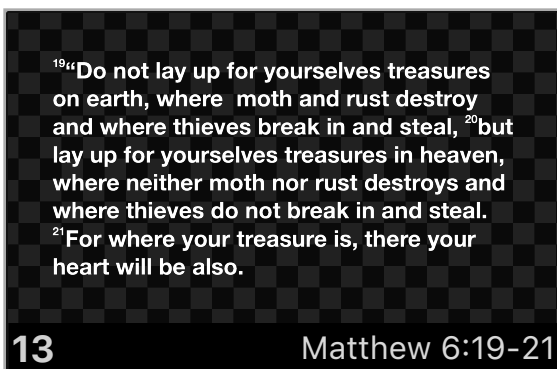 ¹⁹“Do not lay up for yourselves treasures
on earth, where  moth and rust destroy
and where thieves break in and steal, ²⁰but
lay up for yourselves treasures in heaven,
where neither moth nor rust destroys and
where thieves do not break in and steal.
²¹For where your treasure is, there your
heart will be also.
13 Matthew 6:19-21